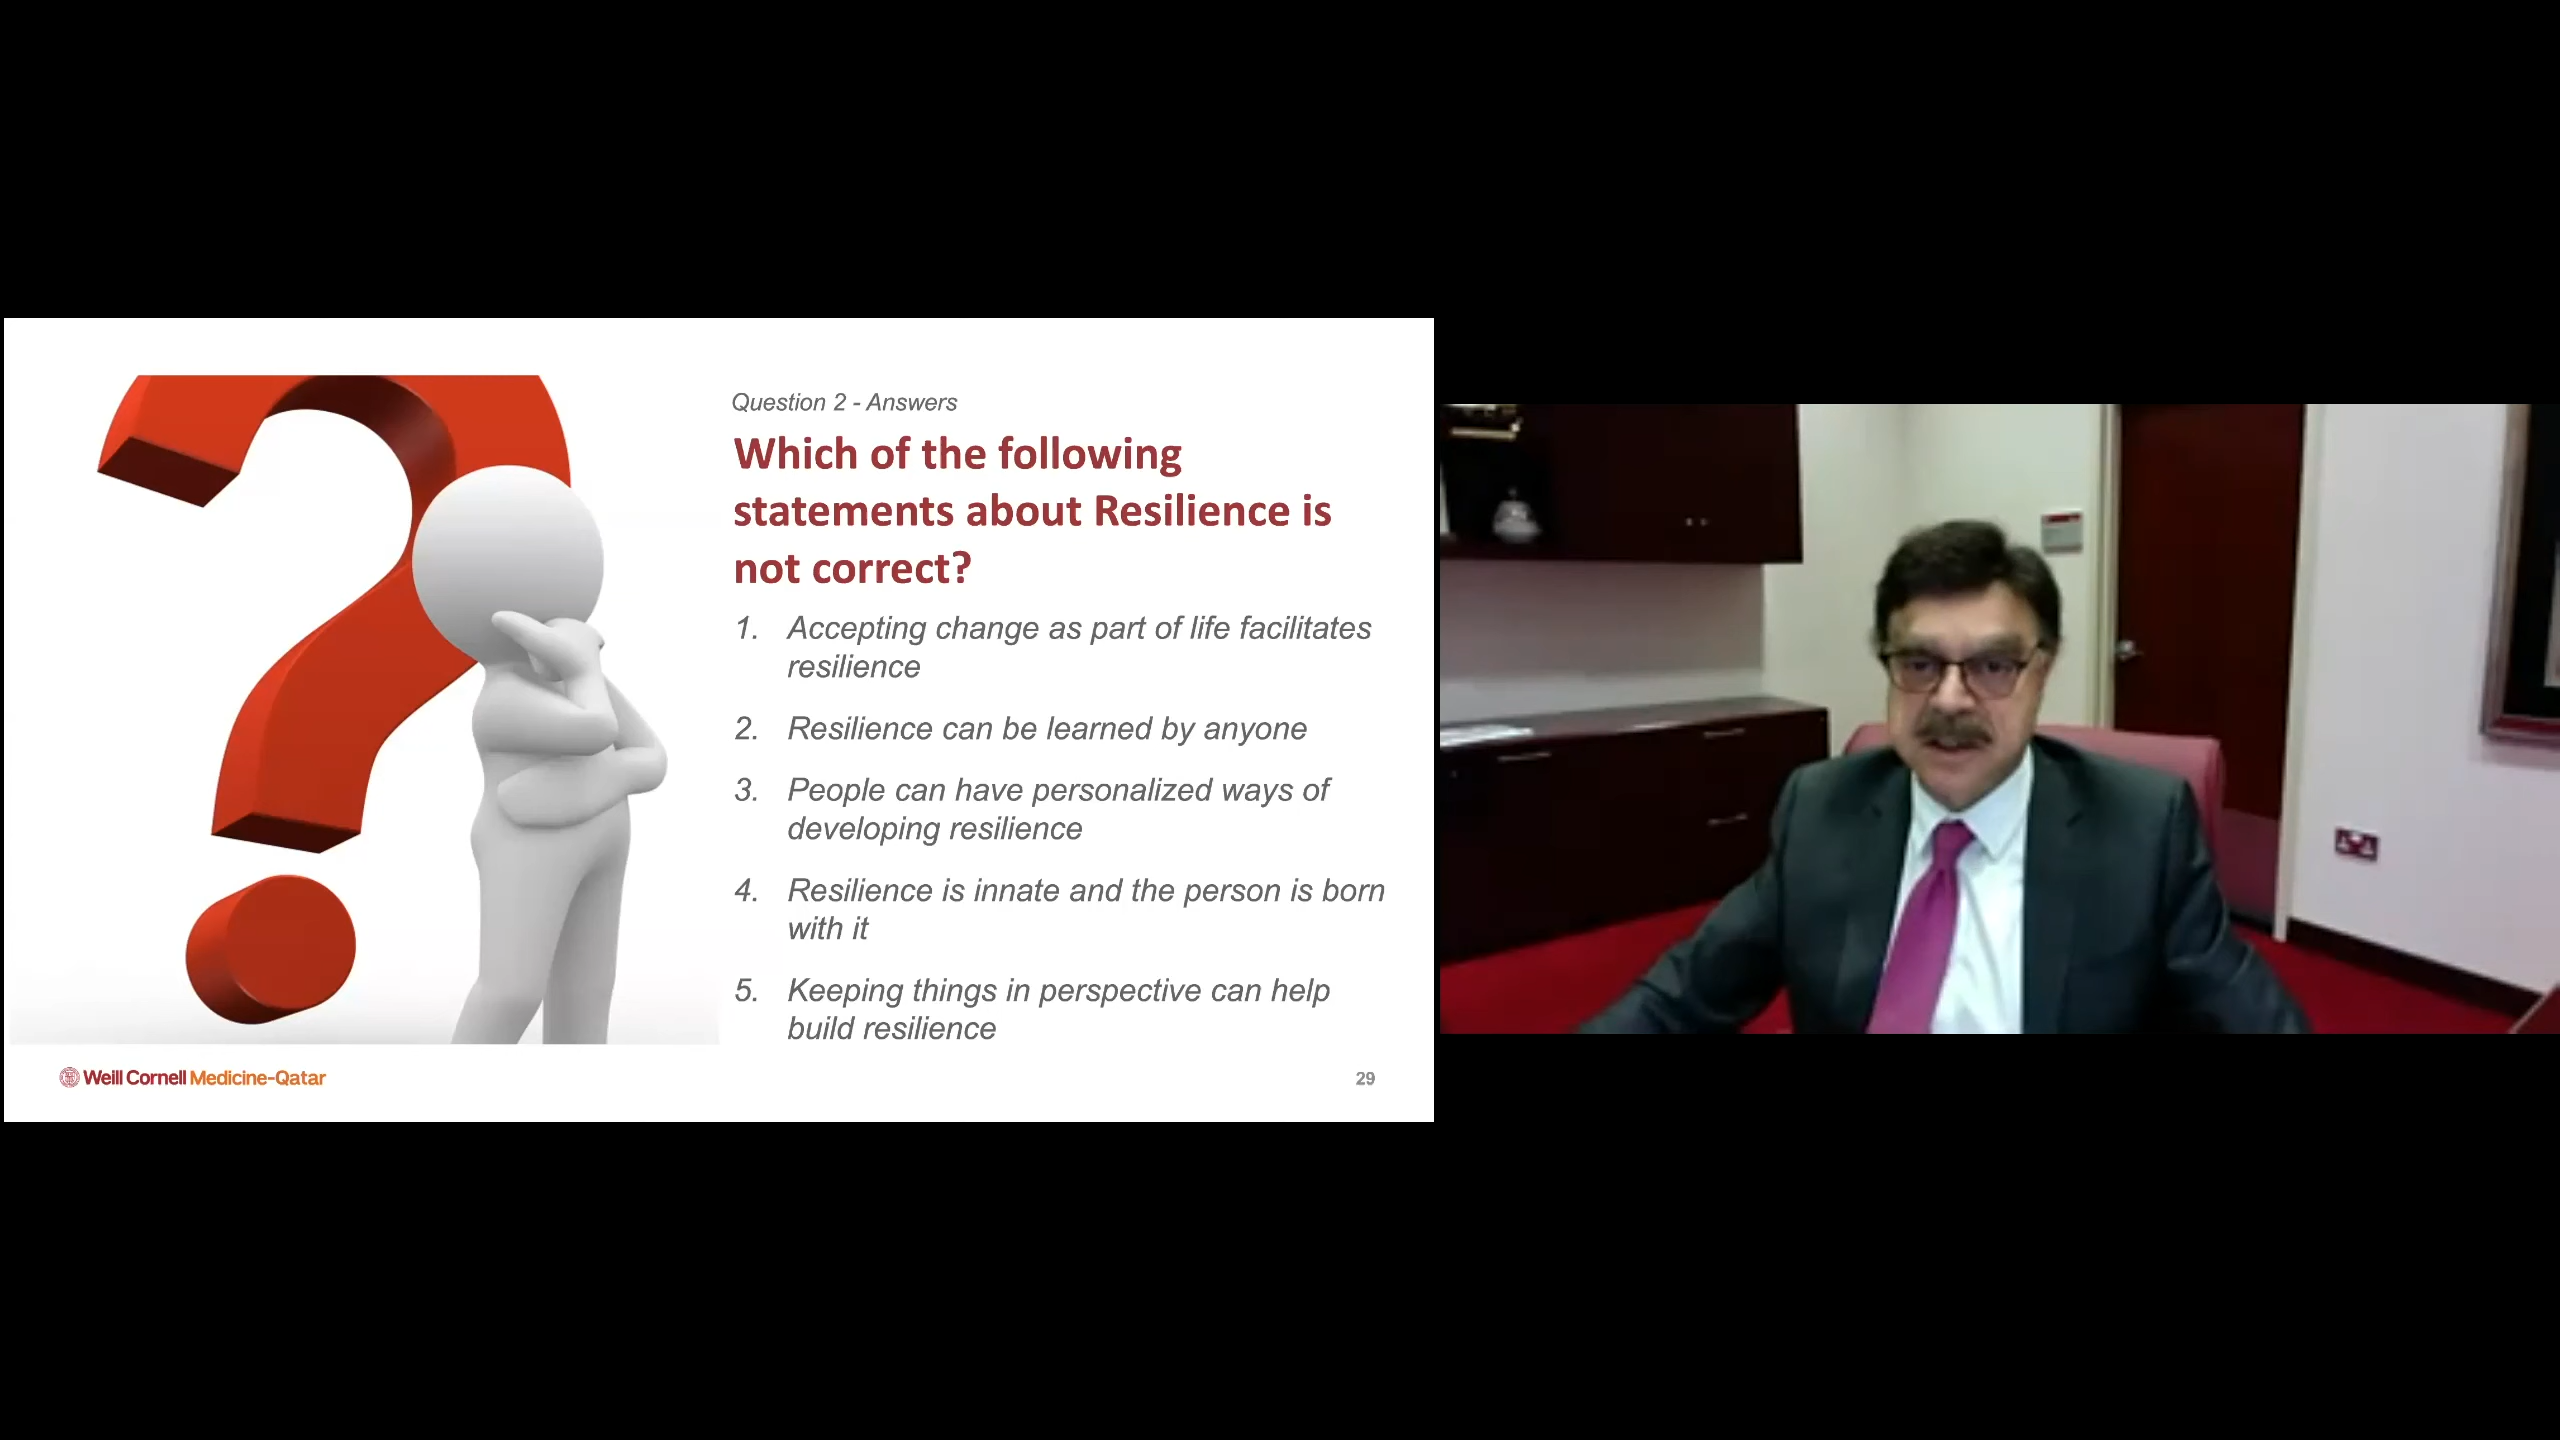 Question 2 - Answers
Which of the following
statements about Resilience is
not correct?
1. Accepting change as part of life facilitates
resilience
2. Resilience can be learned by anyone
3. People can have personalized ways of
developing resilience
4. Resilience is innate and the person is born
with it
5. Keeping things in perspective can help
build resilience
Weill Cornell Medicine-Qatar
29